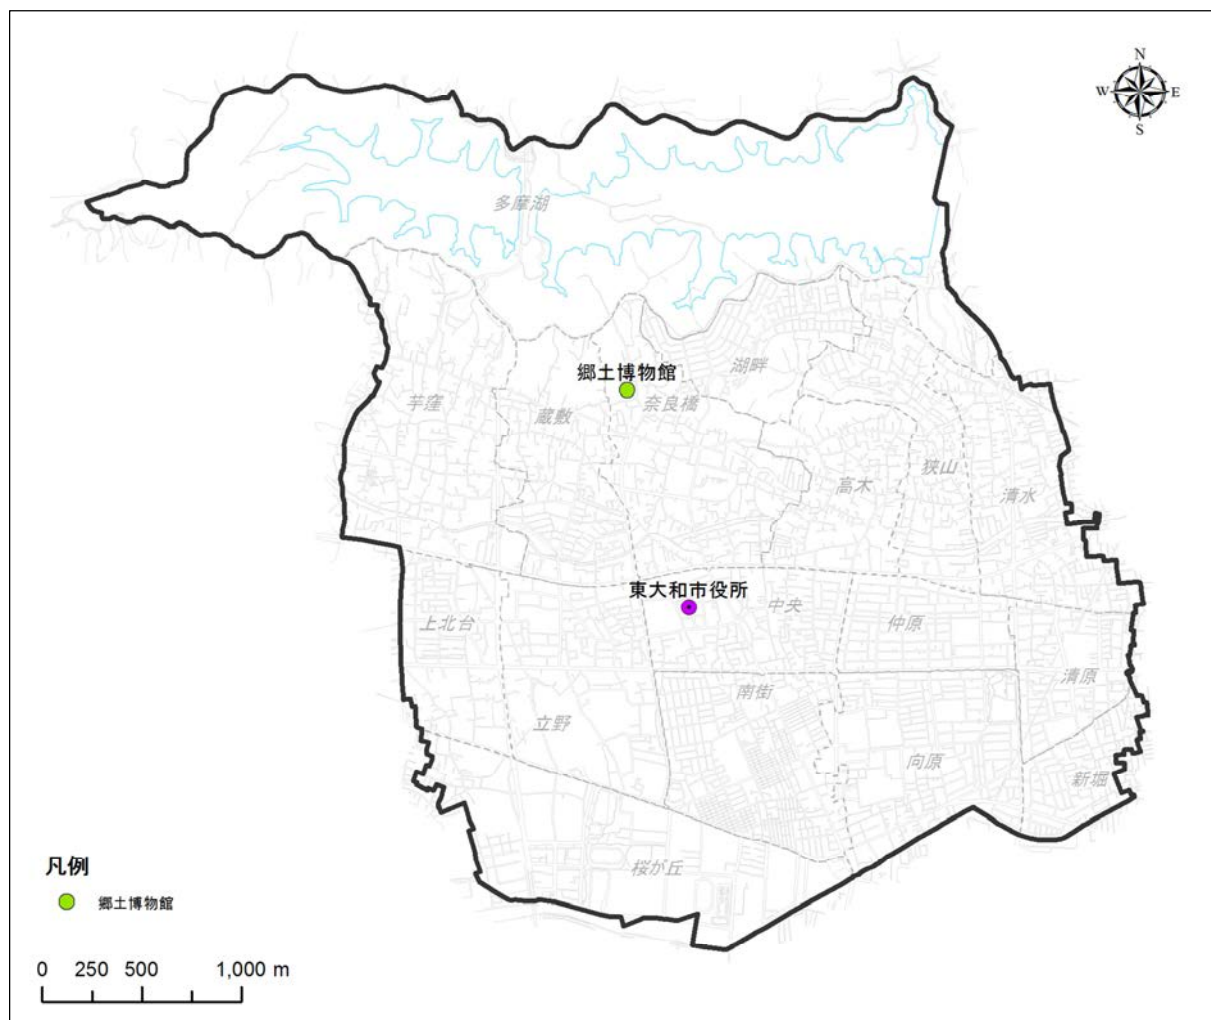 N
W E
S
多摩湖
郷土博物館
湖畔
芋窪
蔵敷
奈良橋
狭山
高木
清水
東大和市役所
中央
上北台
仲原
清原
南街
立野
向原
新堀
桜が丘
凡例
郷土博物館
0 250 500 1,000 m